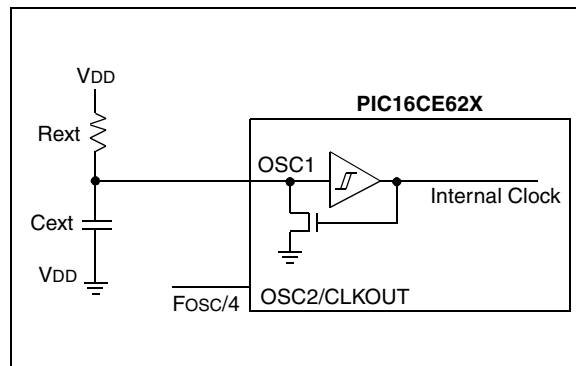 VDD
PIC16CE62X
Rext
OSC1
Internal Clock
Cext
VDD
FOSC/4
OSC2/CLKOUT